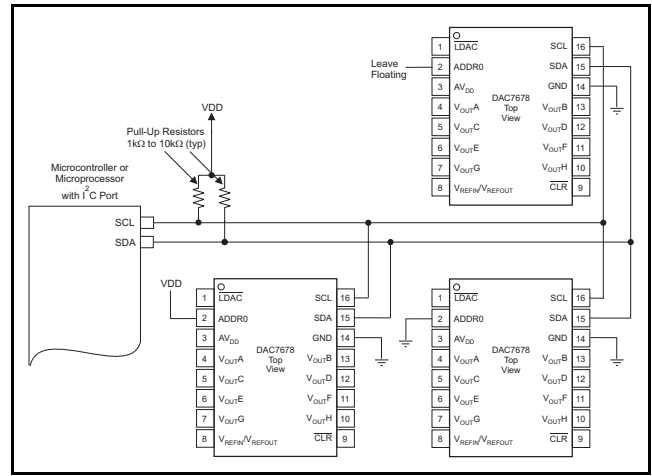 Leave
Floating
1 LDAC SCL 16
2 ADDR0 SDA 15
3 AVDD GND 14
4 VOUTA VOUTB 13
5 VOUTC VOUTD 12
6 VOUTE VOUTF 11
7 VOUTG VOUTH 10
8 VREFIN/VREFOUT CLR 9
DAC7678
Top
View
VDD
Pull-Up Resistors
1kΩ to 10kΩ (typ)
Microcontroller or
Microprocessor
with I2C Port
SCL
SDA
VDD
1 LDAC SCL 16
2 ADDR0 SDA 15
3 AVDD GND 14
4 VOUTA VOUTB 13
5 VOUTC VOUTD 12
6 VOUTE VOUTF 11
7 VOUTG VOUTH 10
8 VREFIN/VREFOUT CLR 9
DAC7678
Top
View
1 LDAC SCL 16
2 ADDR0 SDA 15
3 AVDD GND 14
4 VOUTA VOUTB 13
5 VOUTC VOUTD 12
6 VOUTE VOUTF 11
7 VOUTG VOUTH 10
8 VREFIN/VREFOUT CLR 9
DAC7678
Top
View